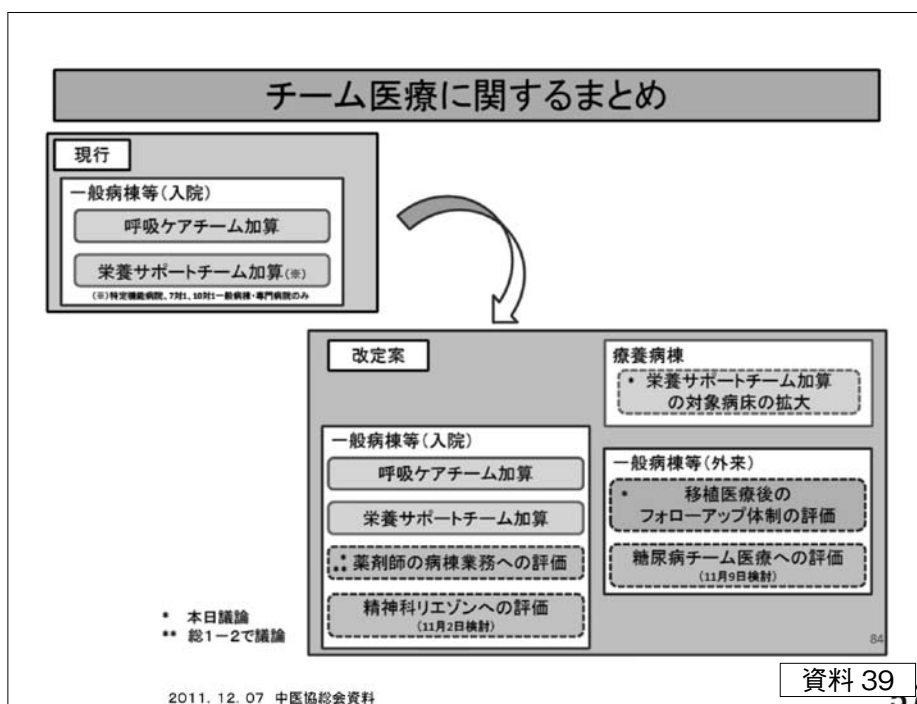 チーム医療に関するまとめ
現行
一般病棟等(入院)
呼吸ケアチーム加算
栄養サポートチーム加算(※)
(※)特定機能病院、7対1、10対1一般病棟・専門病院のみ
改定案
一般病棟等(入院)
呼吸ケアチーム加算
栄養サポートチーム加算
** 薬剤師の病棟業務への評価
精神科リエゾンへの評価
(11月2日検討)
療養病棟
* 栄養サポートチーム加算
の対象病床の拡大
一般病棟等(外来)
* 移植医療後の
フォローアップ体制の評価
糖尿病チーム医療への評価
(11月9日検討)
* 本日議論
** 総1-2で議論
84
資料 39
2011. 12. 07 中医協総会資料